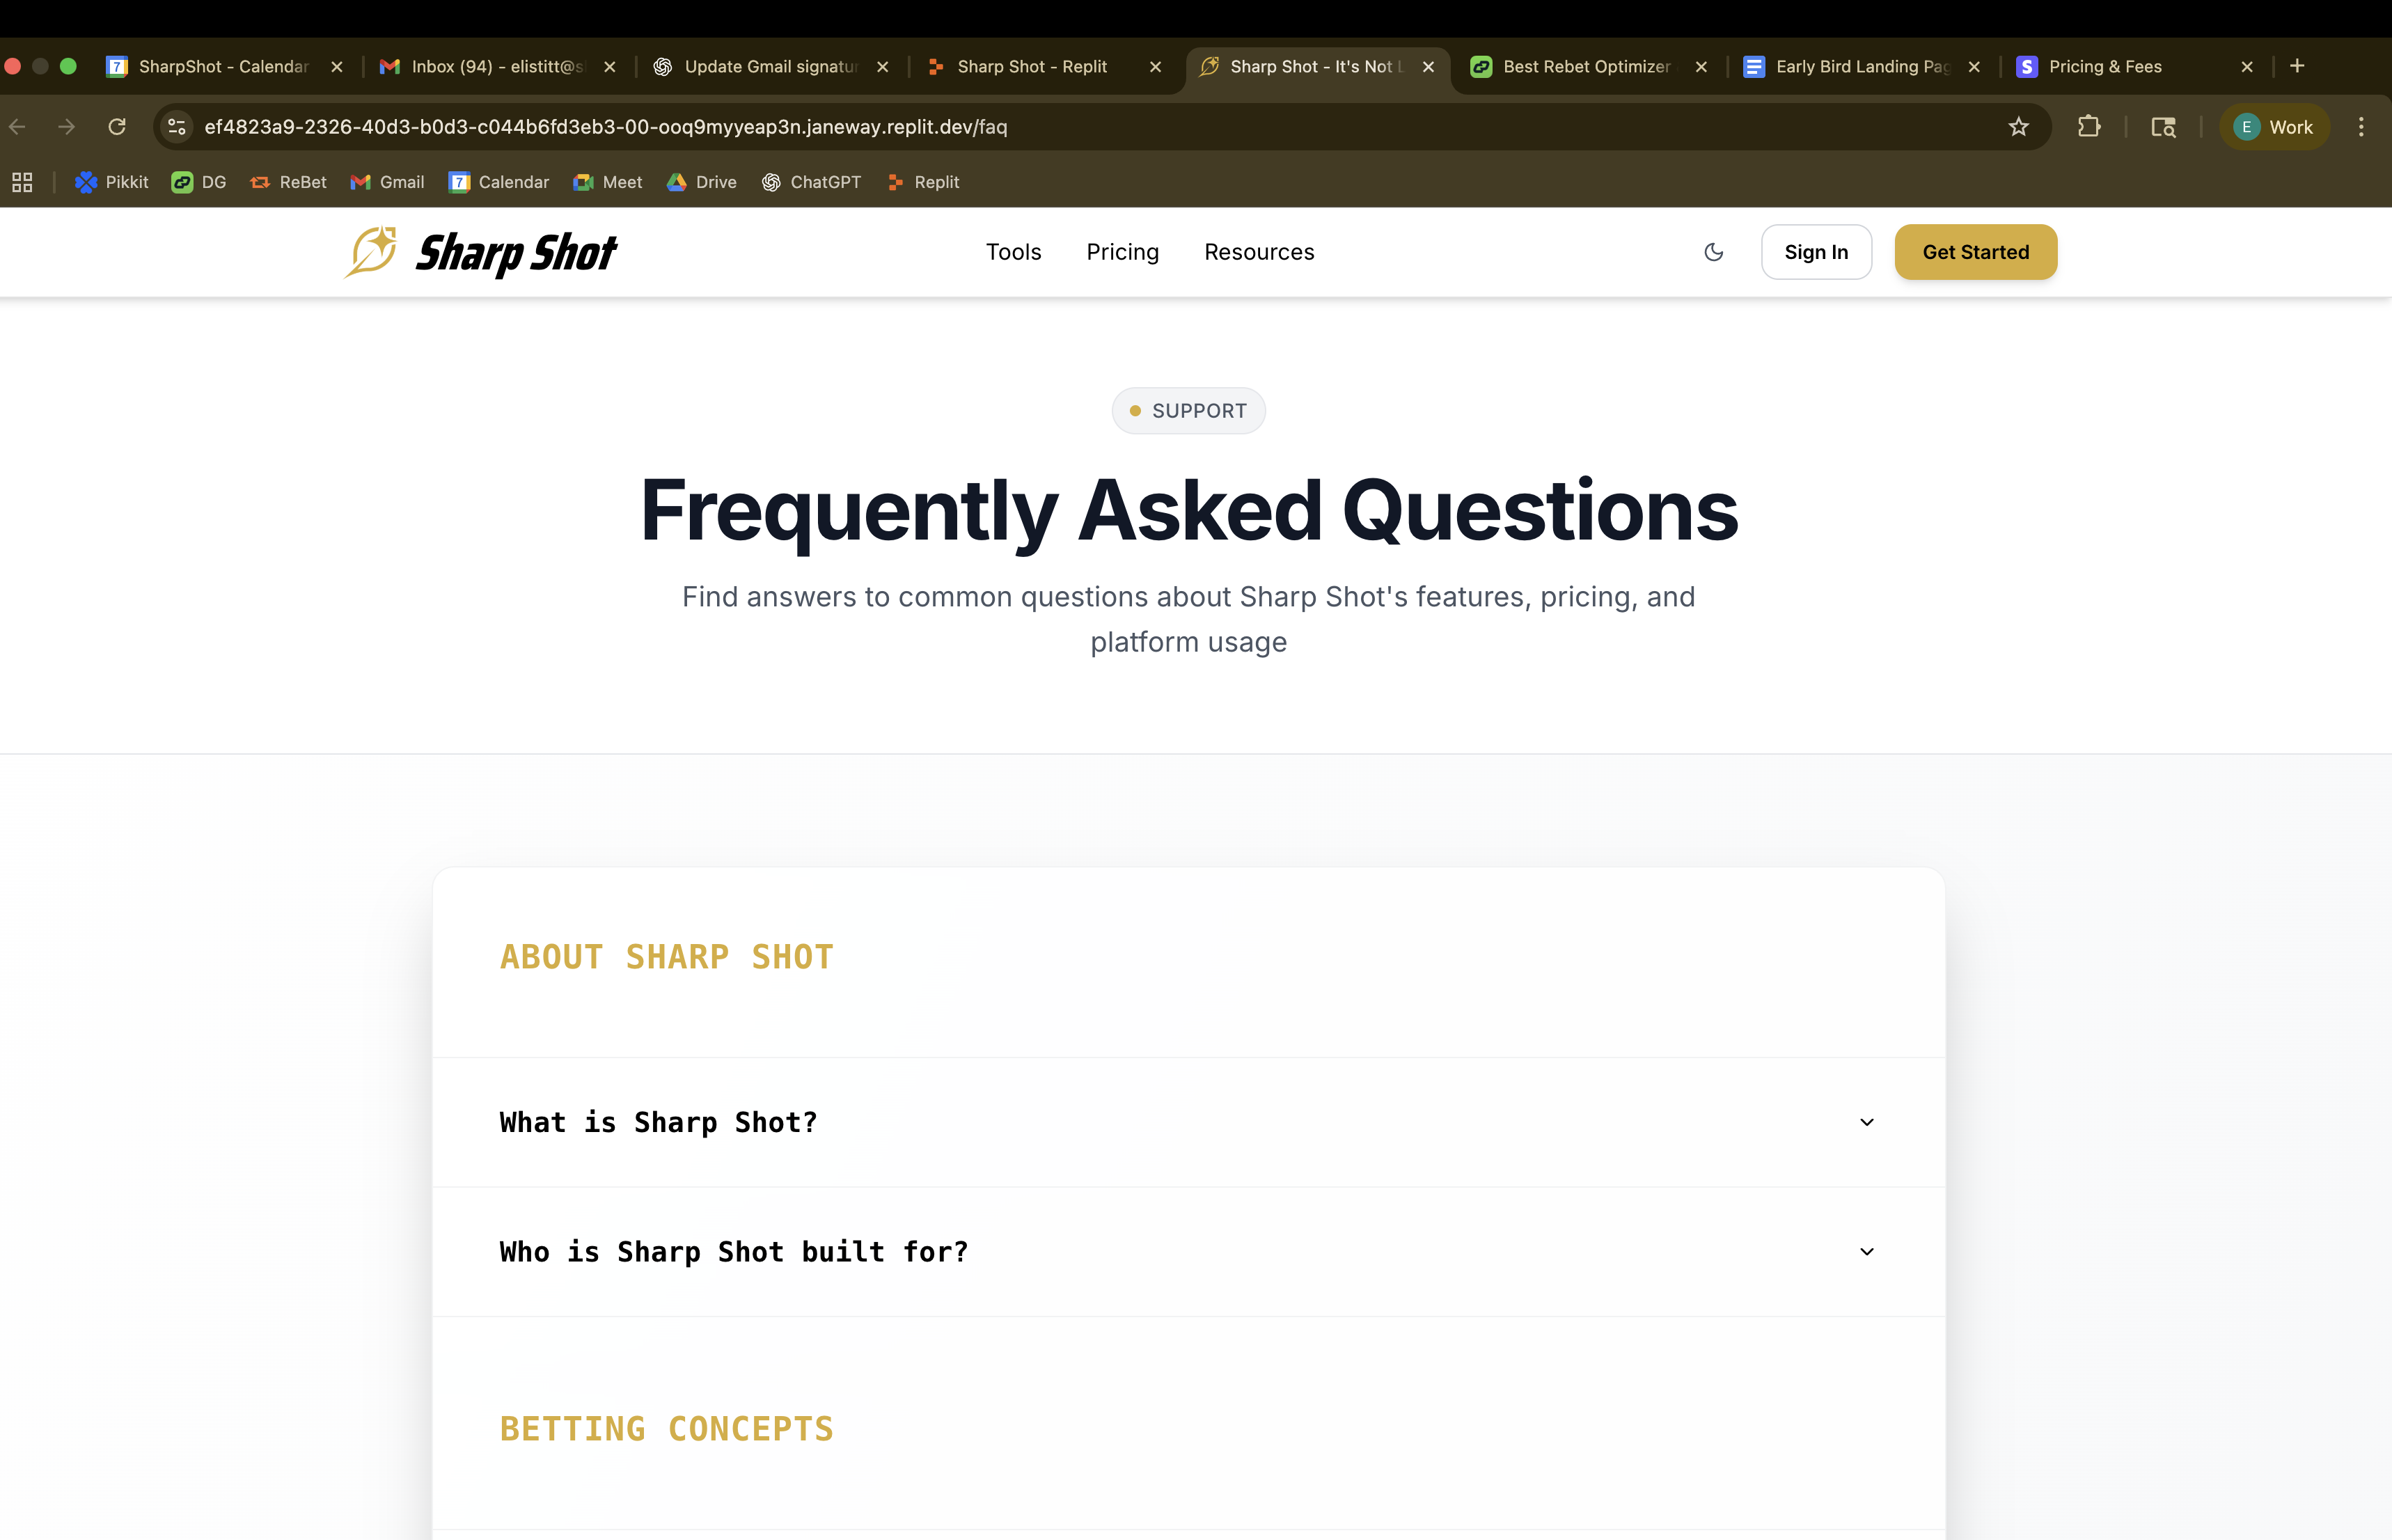 7 SharpShot - Calendar
Inbox (94) - elistitt@s
Update Gmail signatur
Sharp Shot - Replit
Sharp Shot - It's Not L
Best Rebet Optimizer
Early Bird Landing Pag
S Pricing & Fees
ef4823a9-2326-40d3-b0d3-c044b6fd3eb3-00-ooq9myyeap3n.janeway.replit.dev/faq
E Work
Pikkit
DG
ReBet
Gmail
7 Calendar
Meet
Drive
ChatGPT
Replit
Sharp Shot
Tools
Pricing
Resources
Sign In
Get Started
SUPPORT
Frequently Asked Questions
Find answers to common questions about Sharp Shot's features, pricing, and
platform usage
ABOUT SHARP SHOT
What is Sharp Shot?
Who is Sharp Shot built for?
BETTING CONCEPTS